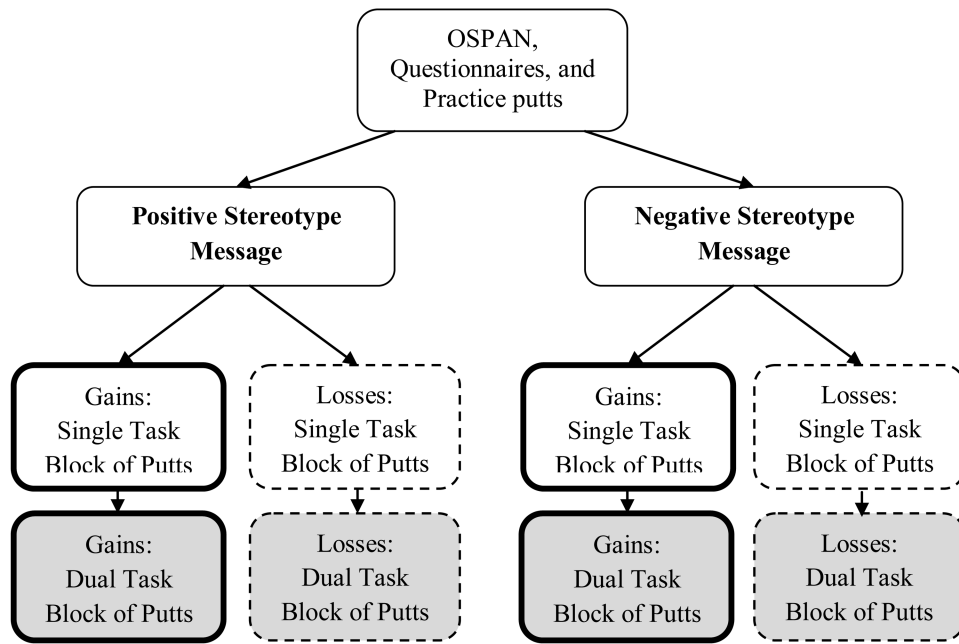 OSPAN,
Questionnaires, and
Practice putts
Positive Stereotype
Message
Negative Stereotype
Message
Gains:
Single Task
Block of Putts
Losses:
Single Task
Block of Putts
Gains:
Single Task
Block of Putts
Losses:
Single Task
Block of Putts
Gains:
Dual Task
Block of Putts
Losses:
Dual Task
Block of Putts
Gains:
Dual Task
Block of Putts
Losses:
Dual Task
Block of Putts